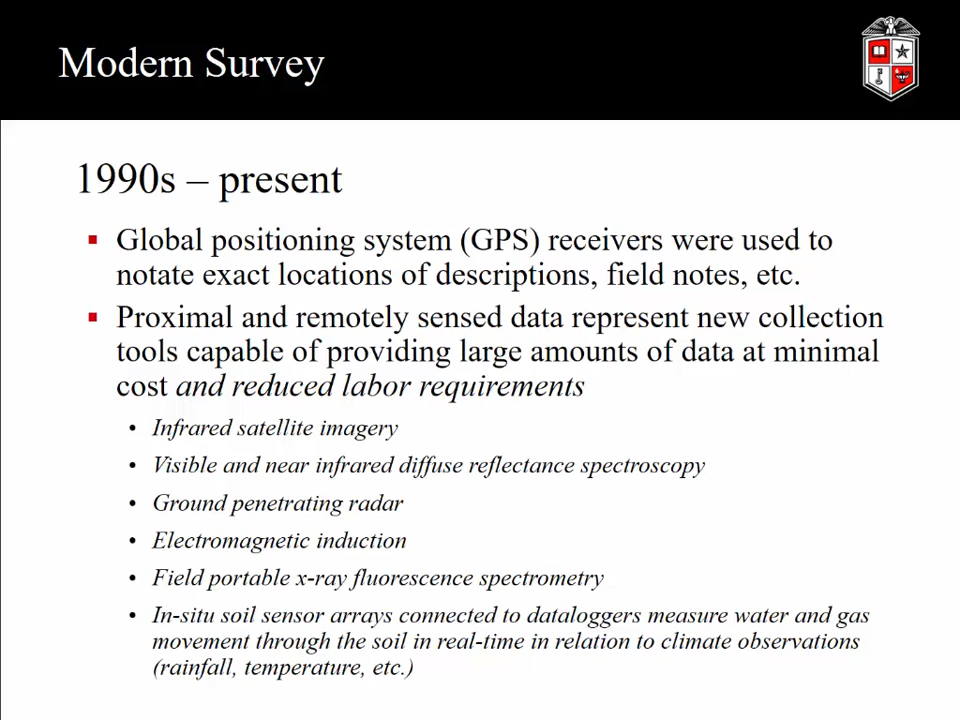 Modern Survey
1990s – present
▪ Global positioning system (GPS) receivers were used to
notate exact locations of descriptions, field notes, etc.
▪ Proximal and remotely sensed data represent new collection
tools capable of providing large amounts of data at minimal
cost and reduced labor requirements
• Infrared satellite imagery
• Visible and near infrared diffuse reflectance spectroscopy
• Ground penetrating radar
• Electromagnetic induction
• Field portable x-ray fluorescence spectrometry
• In-situ soil sensor arrays connected to dataloggers measure water and gas
movement through the soil in real-time in relation to climate observations
(rainfall, temperature, etc.)